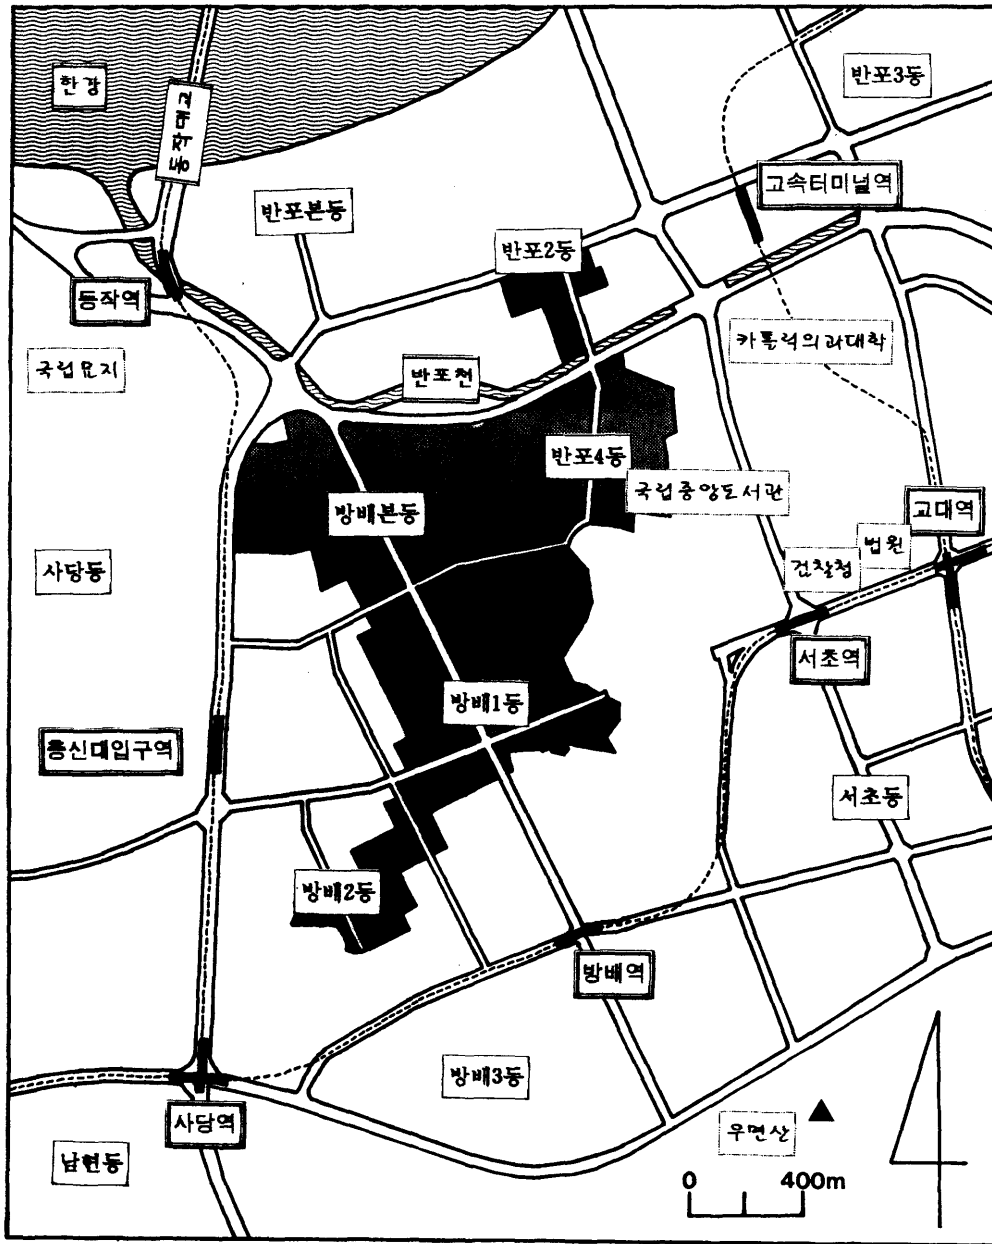 한강
동작대교
반포3동
고속터미널역
반포본동
반포2동
동작역
국립묘지
반포천
카톨릭의과대학
반포4동
국립중앙도서관
방배본동
교대역
법원
검찰청
사당동
서초역
방배1동
총신대입구역
서초동
방배2동
방배역
방배3동
사당역
우면산
남현동
0 400m